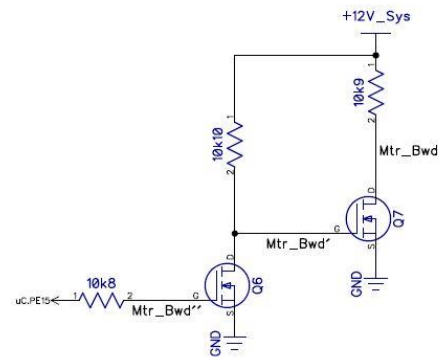 +12V_Sys
1
10k9
2
1
10k10
2
Mtr_Bwd
D
G
Q7
S
Mtr_Bwd'
GND
D
10k8
uC.PE15
1
2
G
Q6
Mtr_Bwd''
S
GND